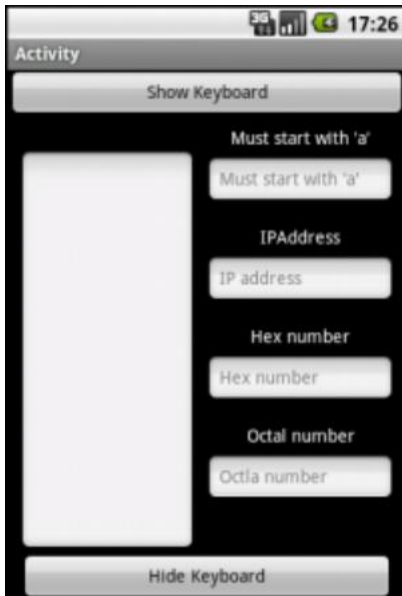 3G 17:26
Activity
Show Keyboard
Must start with 'a'
Must start with 'a'
IPAddress
IP address
Hex number
Hex number
Octal number
Octla number
Hide Keyboard